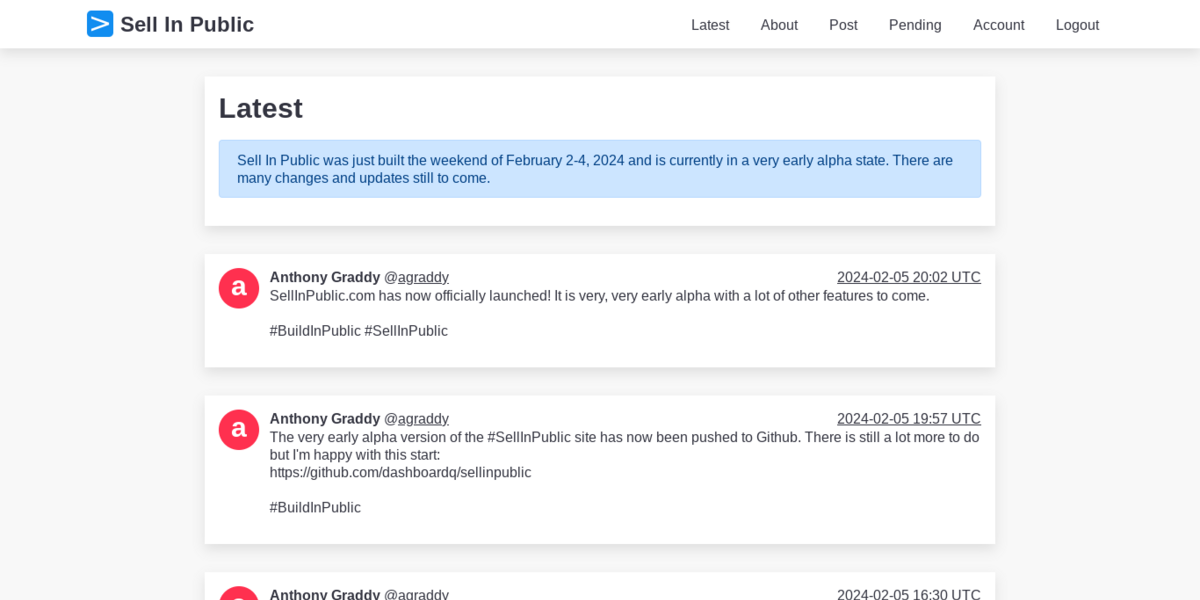 Sell In Public
Latest About Post Pending Account Logout
Latest
Sell In Public was just built the weekend of February 2-4, 2024 and is currently in a very early alpha state. There are
many changes and updates still to come.
a
Anthony Graddy @agraddy 2024-02-05 20:02 UTC
SellInPublic.com has now officially launched! It is very, very early alpha with a lot of other features to come.
#BuildInPublic #SellInPublic
a
Anthony Graddy @agraddy 2024-02-05 19:57 UTC
The very early alpha version of the #SellInPublic site has now been pushed to Github. There is still a lot more to do
but I'm happy with this start:
https://github.com/dashboardq/sellinpublic
#BuildInPublic
Anthony Graddy @agraddy 2024-02-05 16:30 UTC